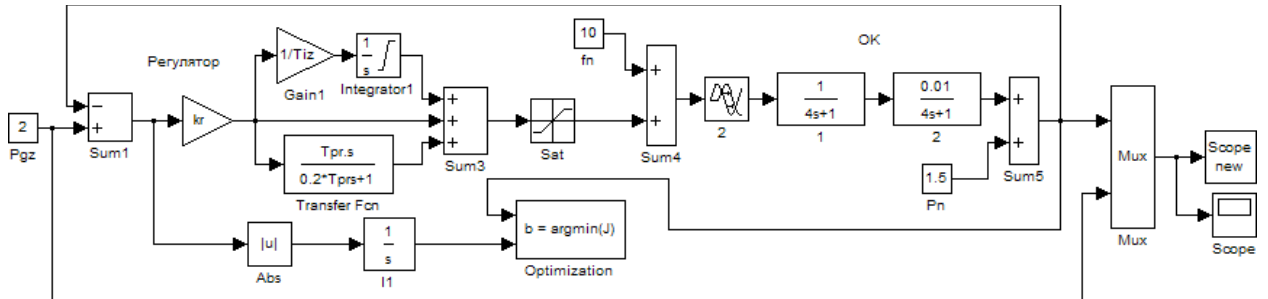 Регулятор
1/Tiz
Gain1
1
s
Integrator1
10
fn
ОК
2
Pgz
−
+
Sum1
kr
Tpr.s
0.2*Tprs+1
Transfer Fcn
+
+
+
Sum3
Sat
+
+
Sum4
2
1
4s+1
1
0.01
4s+1
2
1.5
Pn
+
+
Sum5
Mux
Mux
Scope
new
Scope
|u|
Abs
1
s
I1
b = argmin(J)
Optimization